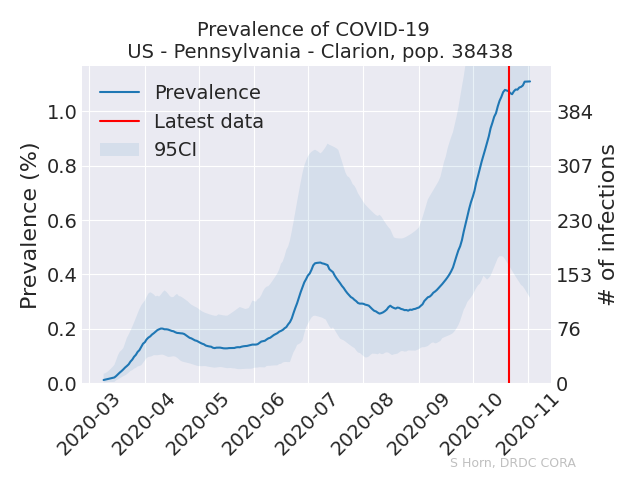 Prevalence of COVID-19
US - Pennsylvania - Clarion, pop. 38438
Prevalence
Latest data
95CI
Prevalence (%)
1.0
0.8
0.6
0.4
0.2
0.0
384
307
230
153
76
0
# of infections
2020-03
2020-04
2020-05
2020-06
2020-07
2020-08
2020-09
2020-10
2020-11
S Horn, DRDC CORA